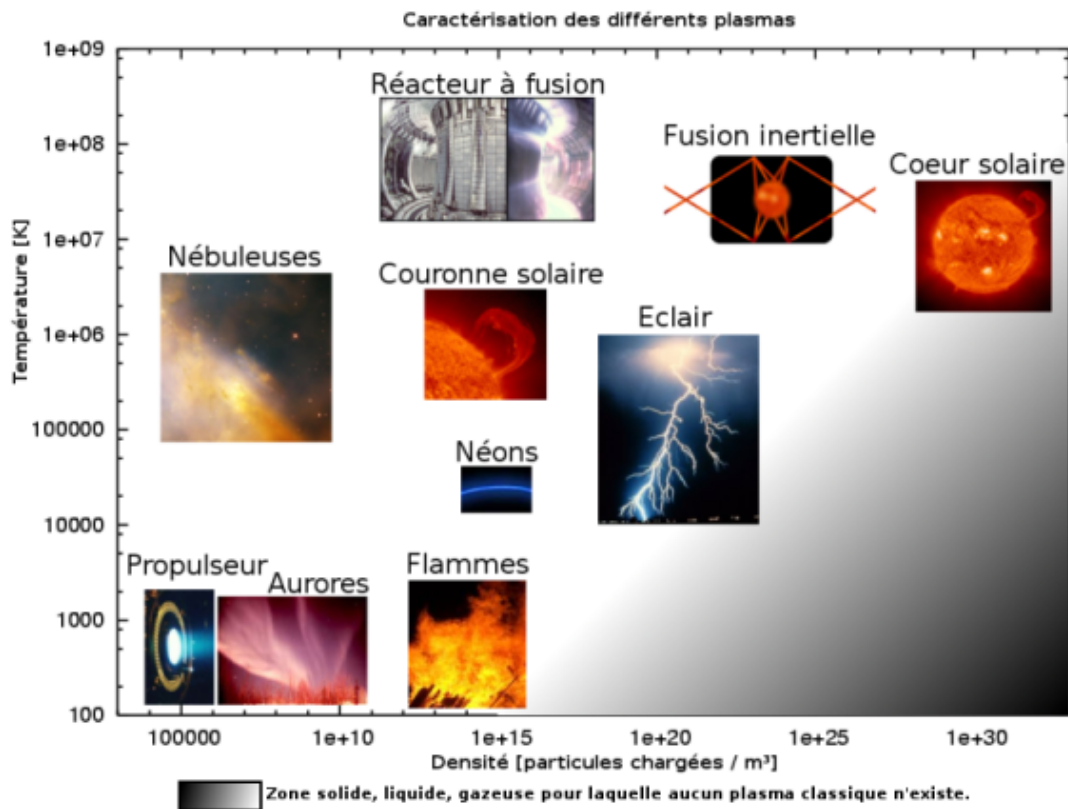 Caractérisation des différents plasmas
1e+09
1e+08
1e+07
1e+06
100000
10000
1000
100
Température [K]
Réacteur à fusion
Fusion inertielle
Coeur solaire
Nébuleuses
Couronne solaire
Eclair
Néons
Propulseur
Aurores
Flammes
100000 1e+10 1e+15 1e+20 1e+25 1e+30
Densité [particules chargées / m³]
Zone solide, liquide, gazeuse pour laquelle aucun plasma classique n'existe.